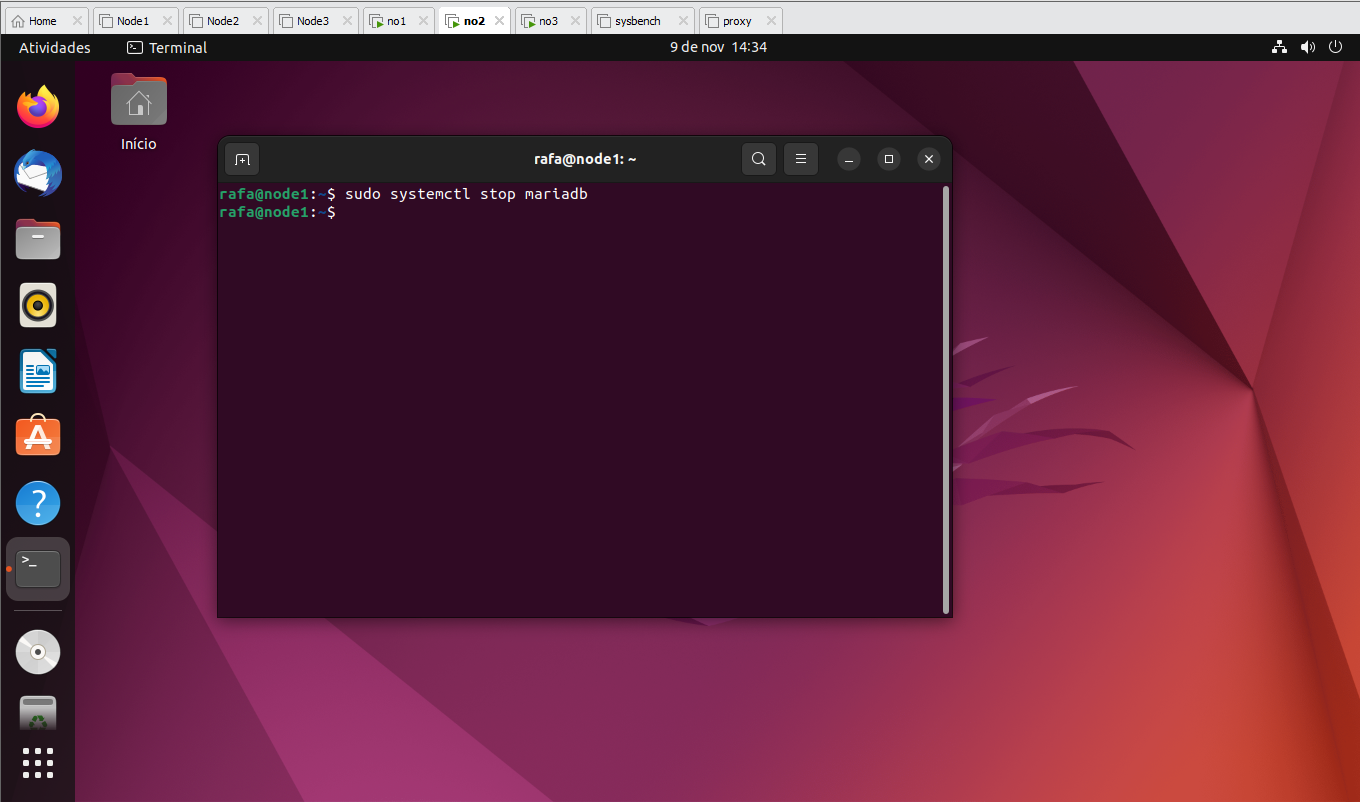 Home
Node1
Node2
Node3
no1
no2
no3
sysbench
proxy
Atividades
Terminal
9 de nov 14:34
Início
rafa@node1: ~
rafa@node1:~$ sudo systemctl stop mariadb
rafa@node1:~$
>_
?